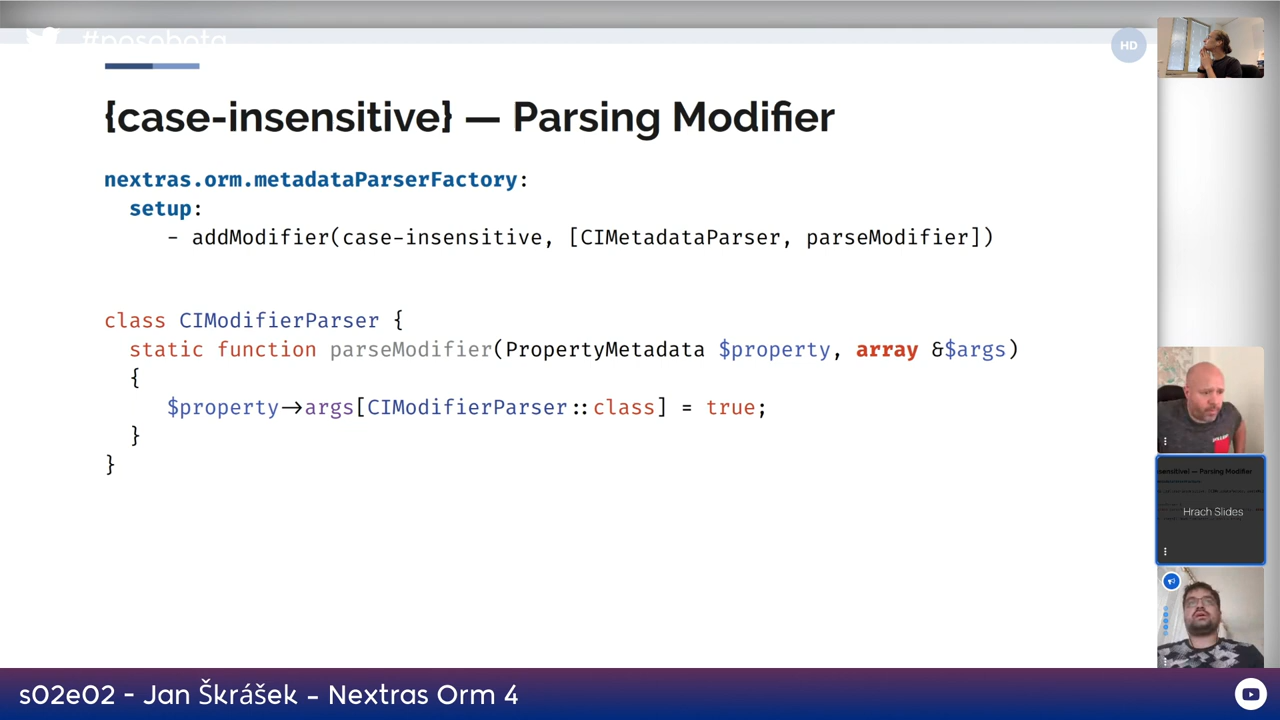 #posobota
HD
{case-insensitive} — Parsing Modifier
nextras.orm.metadataParserFactory:
setup:
- addModifier(case-insensitive, [CIMetadataParser, parseModifier])
class CIModifierParser {
static function parseModifier(PropertyMetadata $property, array &$args)
{
$property->args[CIModifierParser::class] = true;
}
}
Hrach Slides
s02e02 - Jan Škrášek - Nextras Orm 4